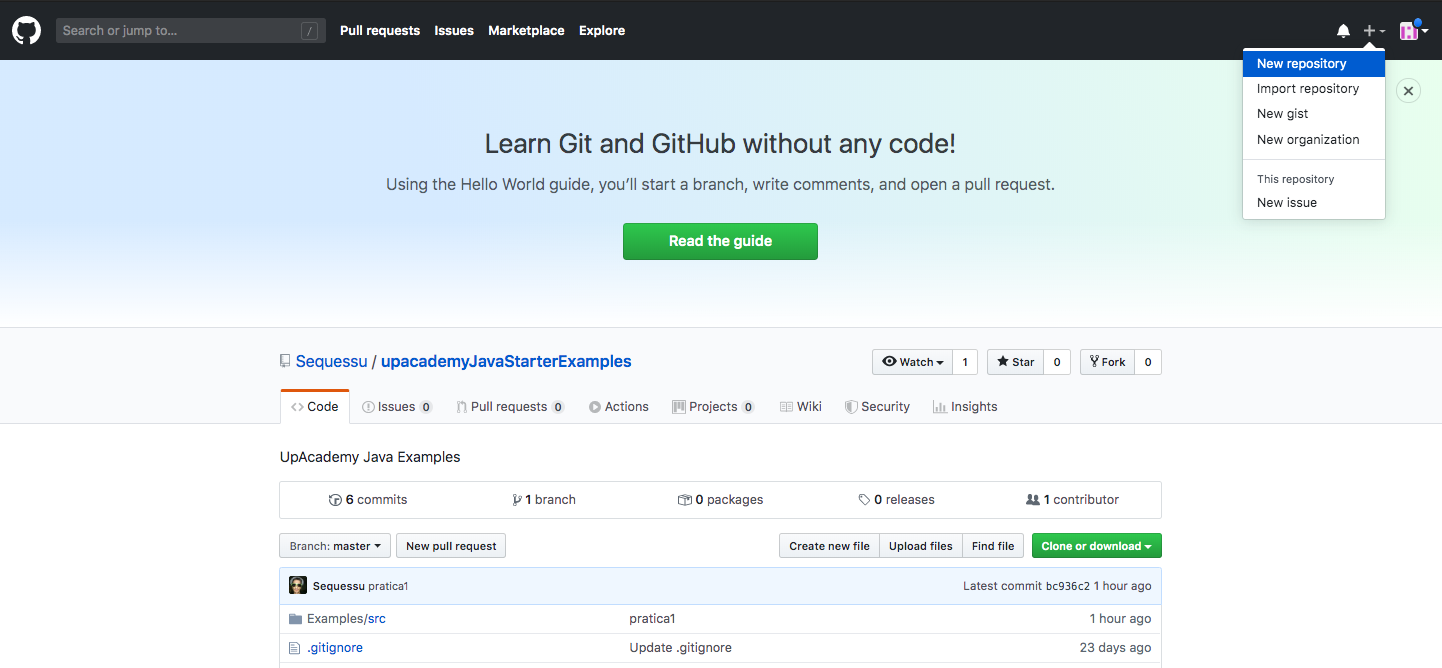 Search or jump to... / Pull requests Issues Marketplace Explore
New repository
Import repository
New gist
New organization
This repository
New issue
Learn Git and GitHub without any code!
Using the Hello World guide, you’ll start a branch, write comments, and open a pull request.
Read the guide
Sequessu / upacademyJavaStarterExamples Watch 1 Star 0 Fork 0
Code Issues 0 Pull requests 0 Actions Projects 0 Wiki Security Insights
UpAcademy Java Examples
6 commits 1 branch 0 packages 0 releases 1 contributor
Branch: master New pull request Create new file Upload files Find file Clone or download
Sequessu pratica1 Latest commit bc936c2 1 hour ago
Examples/src pratica1 1 hour ago
.gitignore Update .gitignore 23 days ago